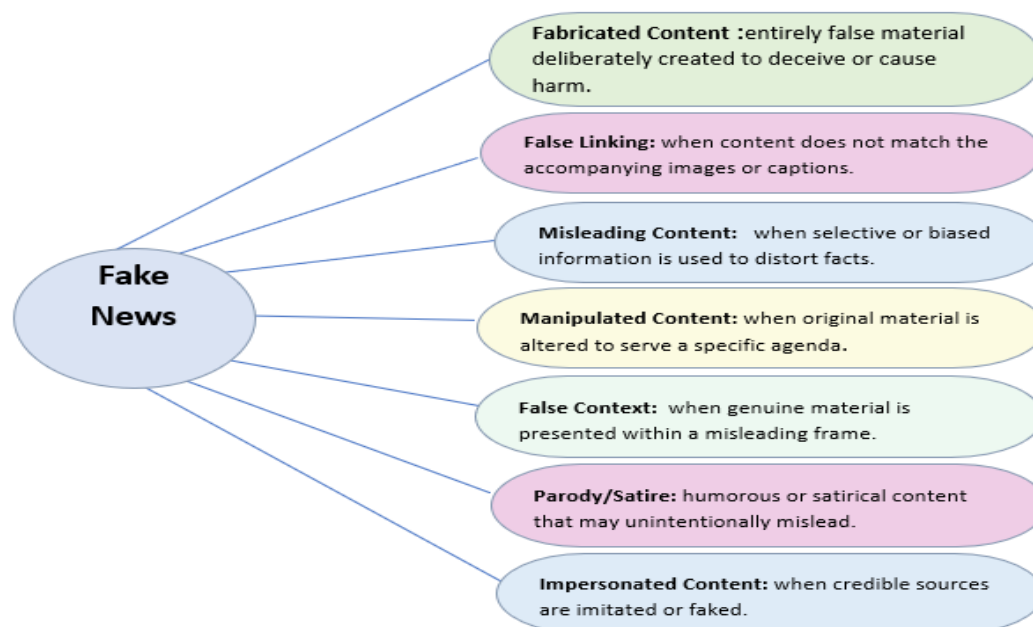 Fake
News
Fabricated Content :entirely false material
deliberately created to deceive or cause
harm.
False Linking: when content does not match the
accompanying images or captions.
Misleading Content: when selective or biased
information is used to distort facts.
Manipulated Content: when original material is
altered to serve a specific agenda.
False Context: when genuine material is
presented within a misleading frame.
Parody/Satire: humorous or satirical content
that may unintentionally mislead.
Impersonated Content: when credible sources
are imitated or faked.